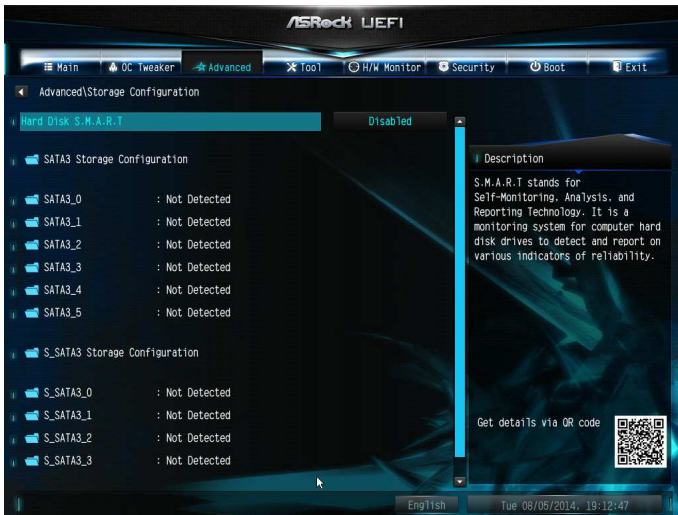 ASRock UEFI
Main
OC Tweaker
Advanced
Tool
H/W Monitor
Security
Boot
Exit
Advanced\Storage Configuration
Hard Disk S.M.A.R.T
Disabled
SATA3 Storage Configuration
SATA3_0 : Not Detected
SATA3_1 : Not Detected
SATA3_2 : Not Detected
SATA3_3 : Not Detected
SATA3_4 : Not Detected
SATA3_5 : Not Detected
S_SATA3 Storage Configuration
S_SATA3_0 : Not Detected
S_SATA3_1 : Not Detected
S_SATA3_2 : Not Detected
S_SATA3_3 : Not Detected
Description
S.M.A.R.T stands for
Self-Monitoring, Analysis, and
Reporting Technology. It is a
monitoring system for computer hard
disk drives to detect and report on
various indicators of reliability.
Get details via QR code
English
Tue 08/05/2014. 19:12:47